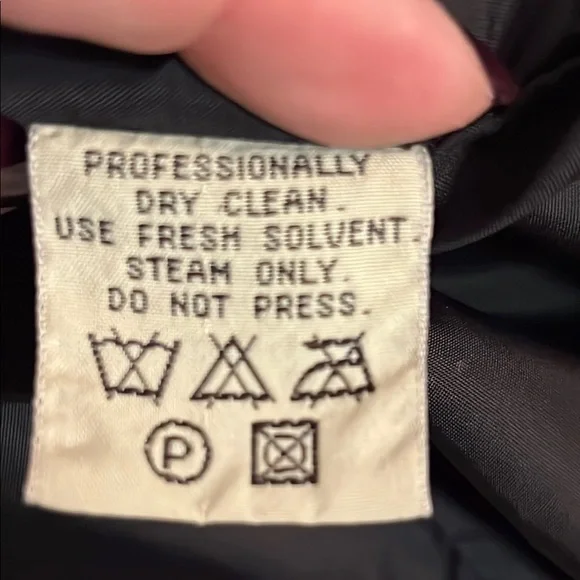 PROFESSIONALLY
DRY CLEAN.
USE FRESH SOLVENT.
STEAM ONLY.
DO NOT PRESS.
P